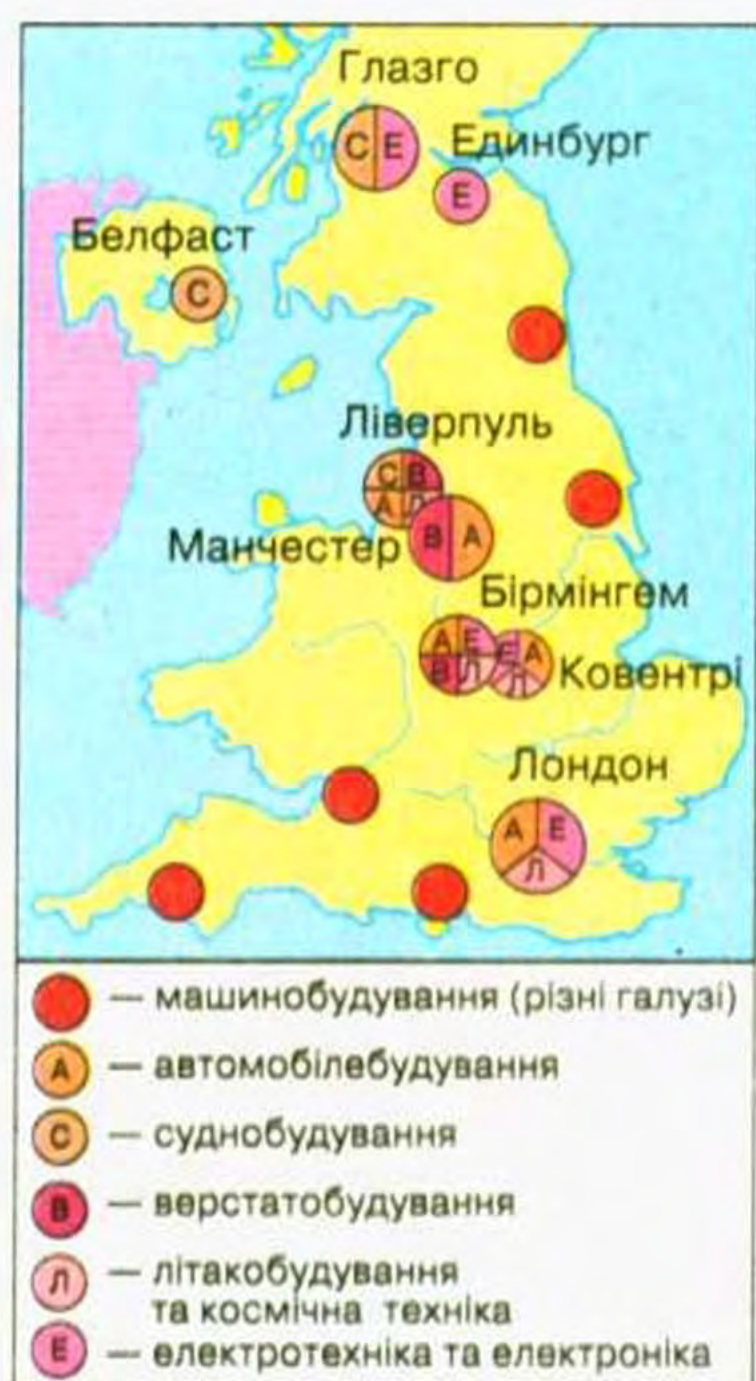 Глазго
С Е
Единбург
Е
Белфаст
С
Ліверпуль
С В
А Л
Манчестер
В А
Бірмінгем
А Е
В Л
Е А
Л
Ковентрі
Лондон
А Е
Л
— машинобудування (різні галузі)
А — автомобілебудування
С — суднобудування
В — верстатобудування
Л — літакобудування
та космічна техніка
Е — електротехніка та електроніка